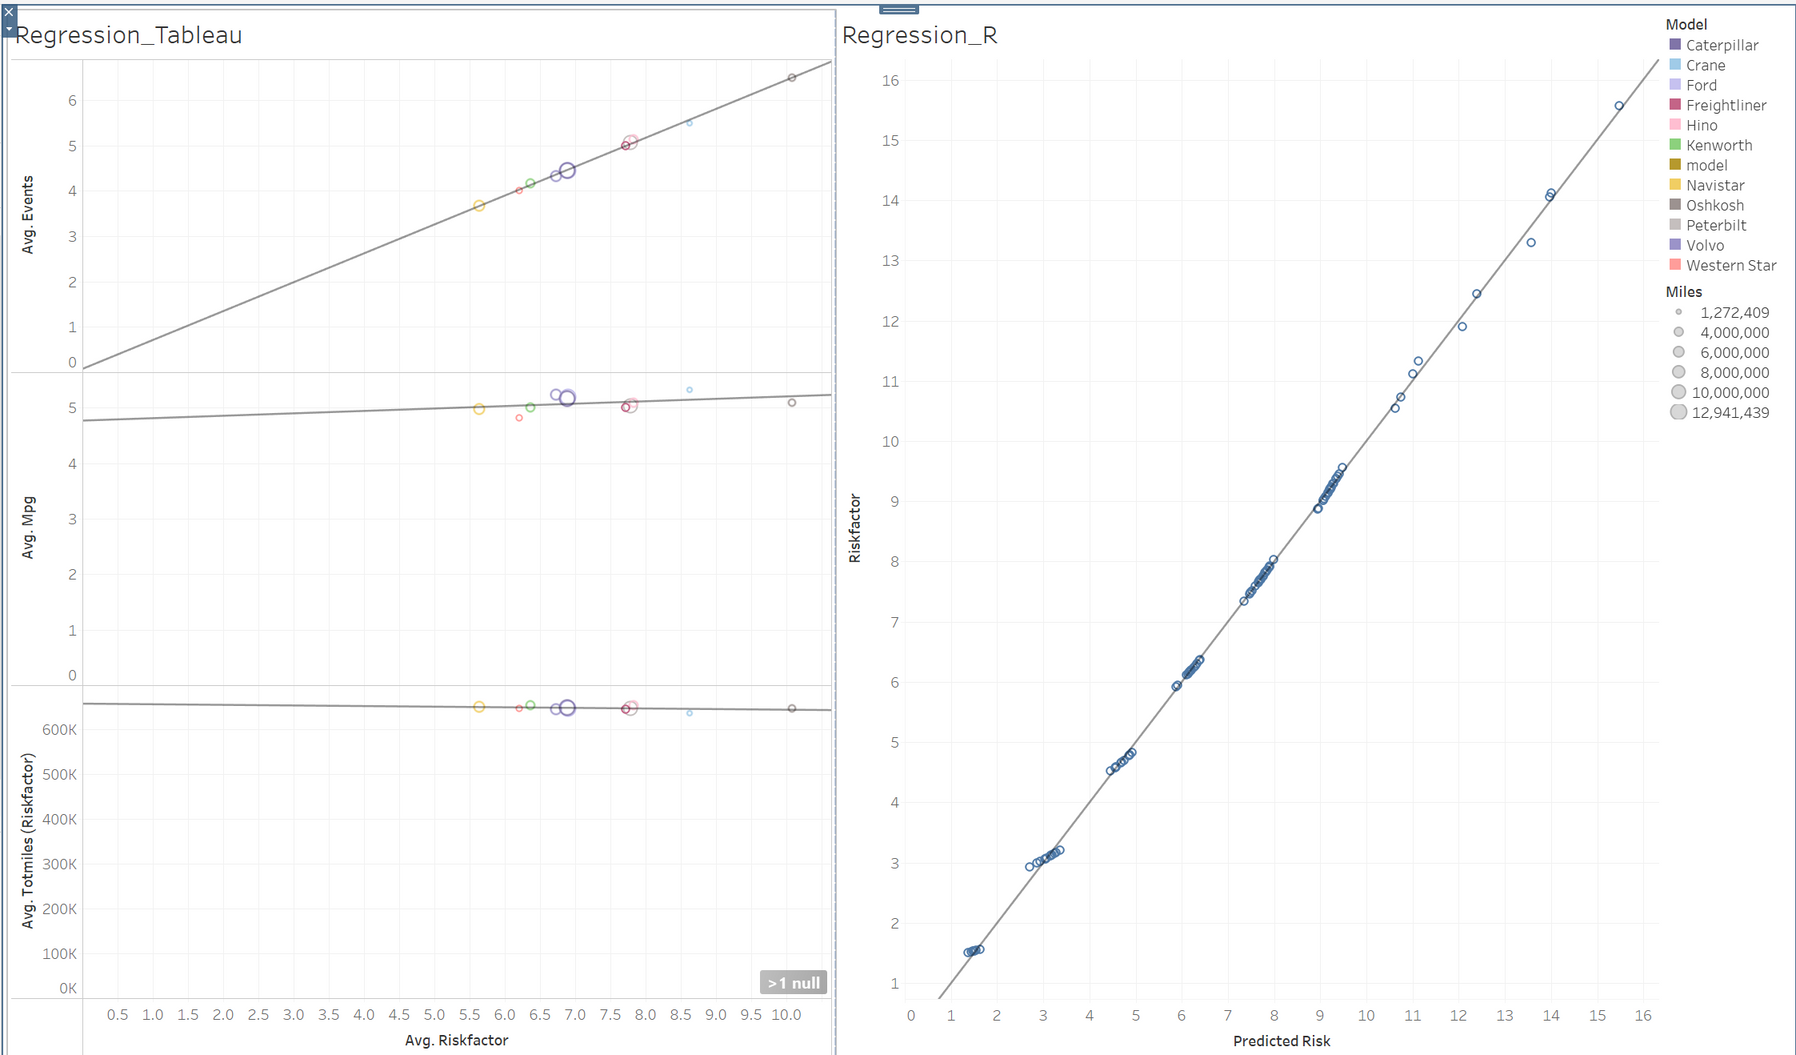 Regression_Tableau
Avg. Events
6
5
4
3
2
1
0
Avg. Mpg
5
4
3
2
1
0
Avg. Totmiles (Riskfactor)
600K
500K
400K
300K
200K
100K
0K
>1 null
0.5 1.0 1.5 2.0 2.5 3.0 3.5 4.0 4.5 5.0 5.5 6.0 6.5 7.0 7.5 8.0 8.5 9.0 9.5 10.0
Avg. Riskfactor
Regression_R
Riskfactor
16
15
14
13
12
11
10
9
8
7
6
5
4
3
2
1
0 1 2 3 4 5 6 7 8 9 10 11 12 13 14 15 16
Predicted Risk
Model
Caterpillar
Crane
Ford
Freightliner
Hino
Kenworth
model
Navistar
Oshkosh
Peterbilt
Volvo
Western Star
Miles
1,272,409
4,000,000
6,000,000
8,000,000
10,000,000
12,941,439